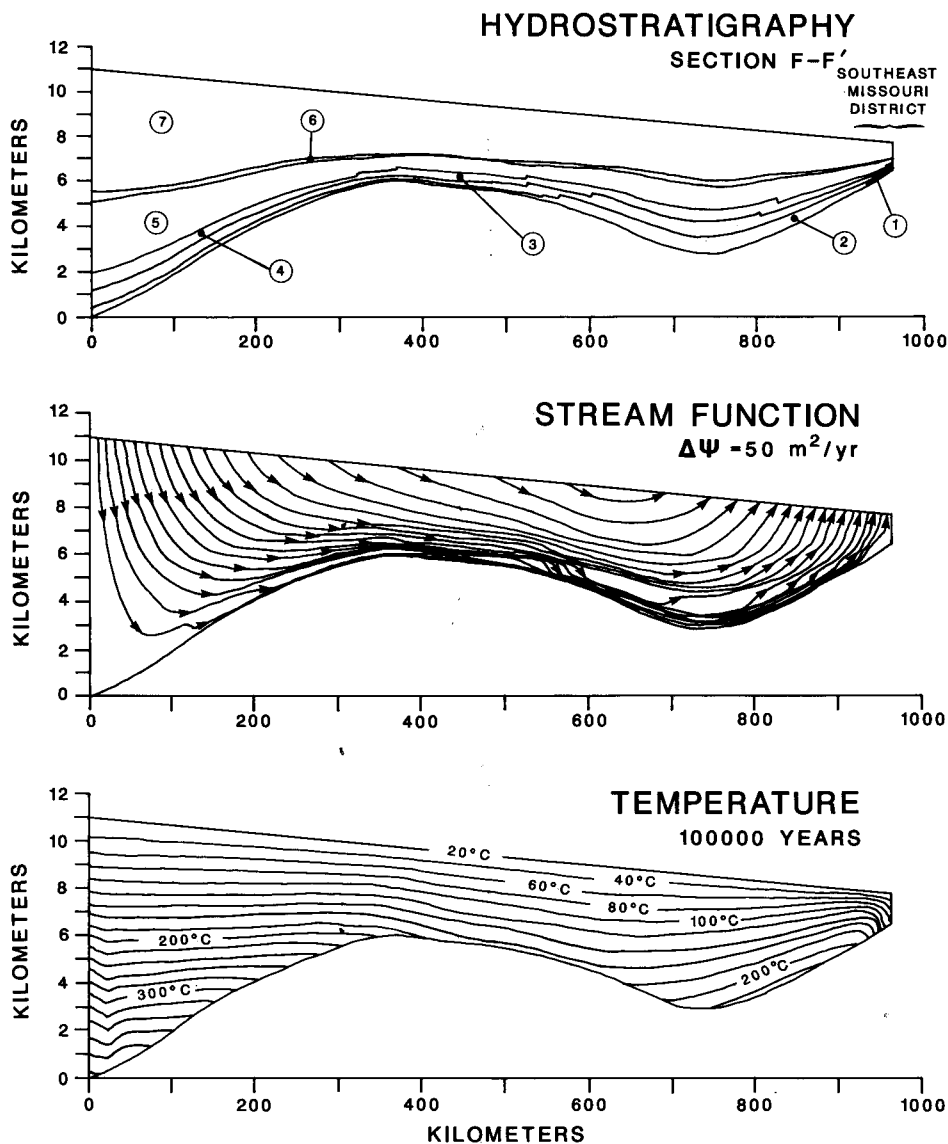 HYDROSTRATIGRAPHY
SECTION F-F′
SOUTHEAST
MISSOURI
DISTRICT
KILOMETERS
12
10
8
6
4
2
0
7
6
5
4
3
2
1
0 200 400 600 800 1000
STREAM FUNCTION
ΔΨ =50 m²/yr
KILOMETERS
12
10
8
6
4
2
0
0 200 400 600 800 1000
TEMPERATURE
100000 YEARS
KILOMETERS
12
10
8
6
4
2
0
20°C
40°C
60°C
80°C
100°C
200°C
200°C
300°C
0 200 400 600 800 1000
KILOMETERS